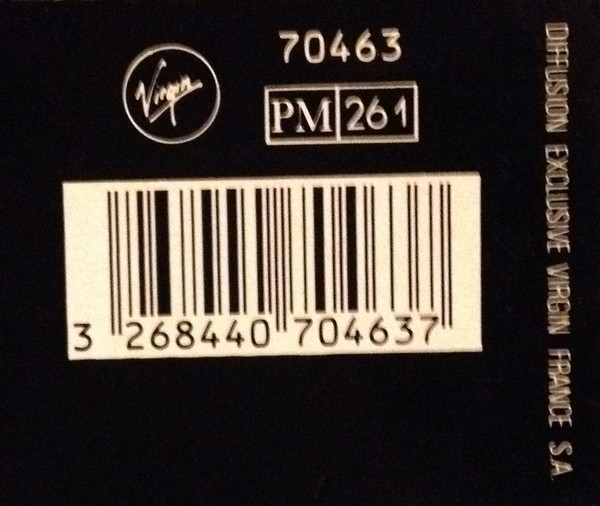 70463
Virgin
PM 261
3 268440 704637
DIFFUSION EXCLUSIVE VIRGIN FRANCE S.A.